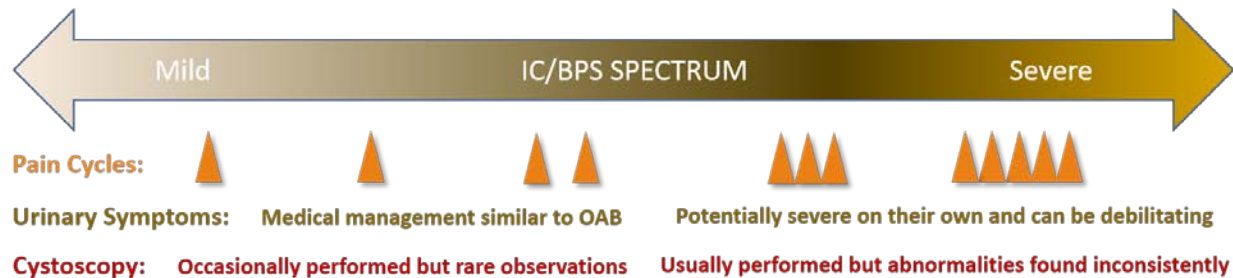 Mild IC/BPS SPECTRUM Severe
Pain Cycles:
Urinary Symptoms: Medical management similar to OAB Potentially severe on their own and can be debilitating
Cystoscopy: Occasionally performed but rare observations Usually performed but abnormalities found inconsistently